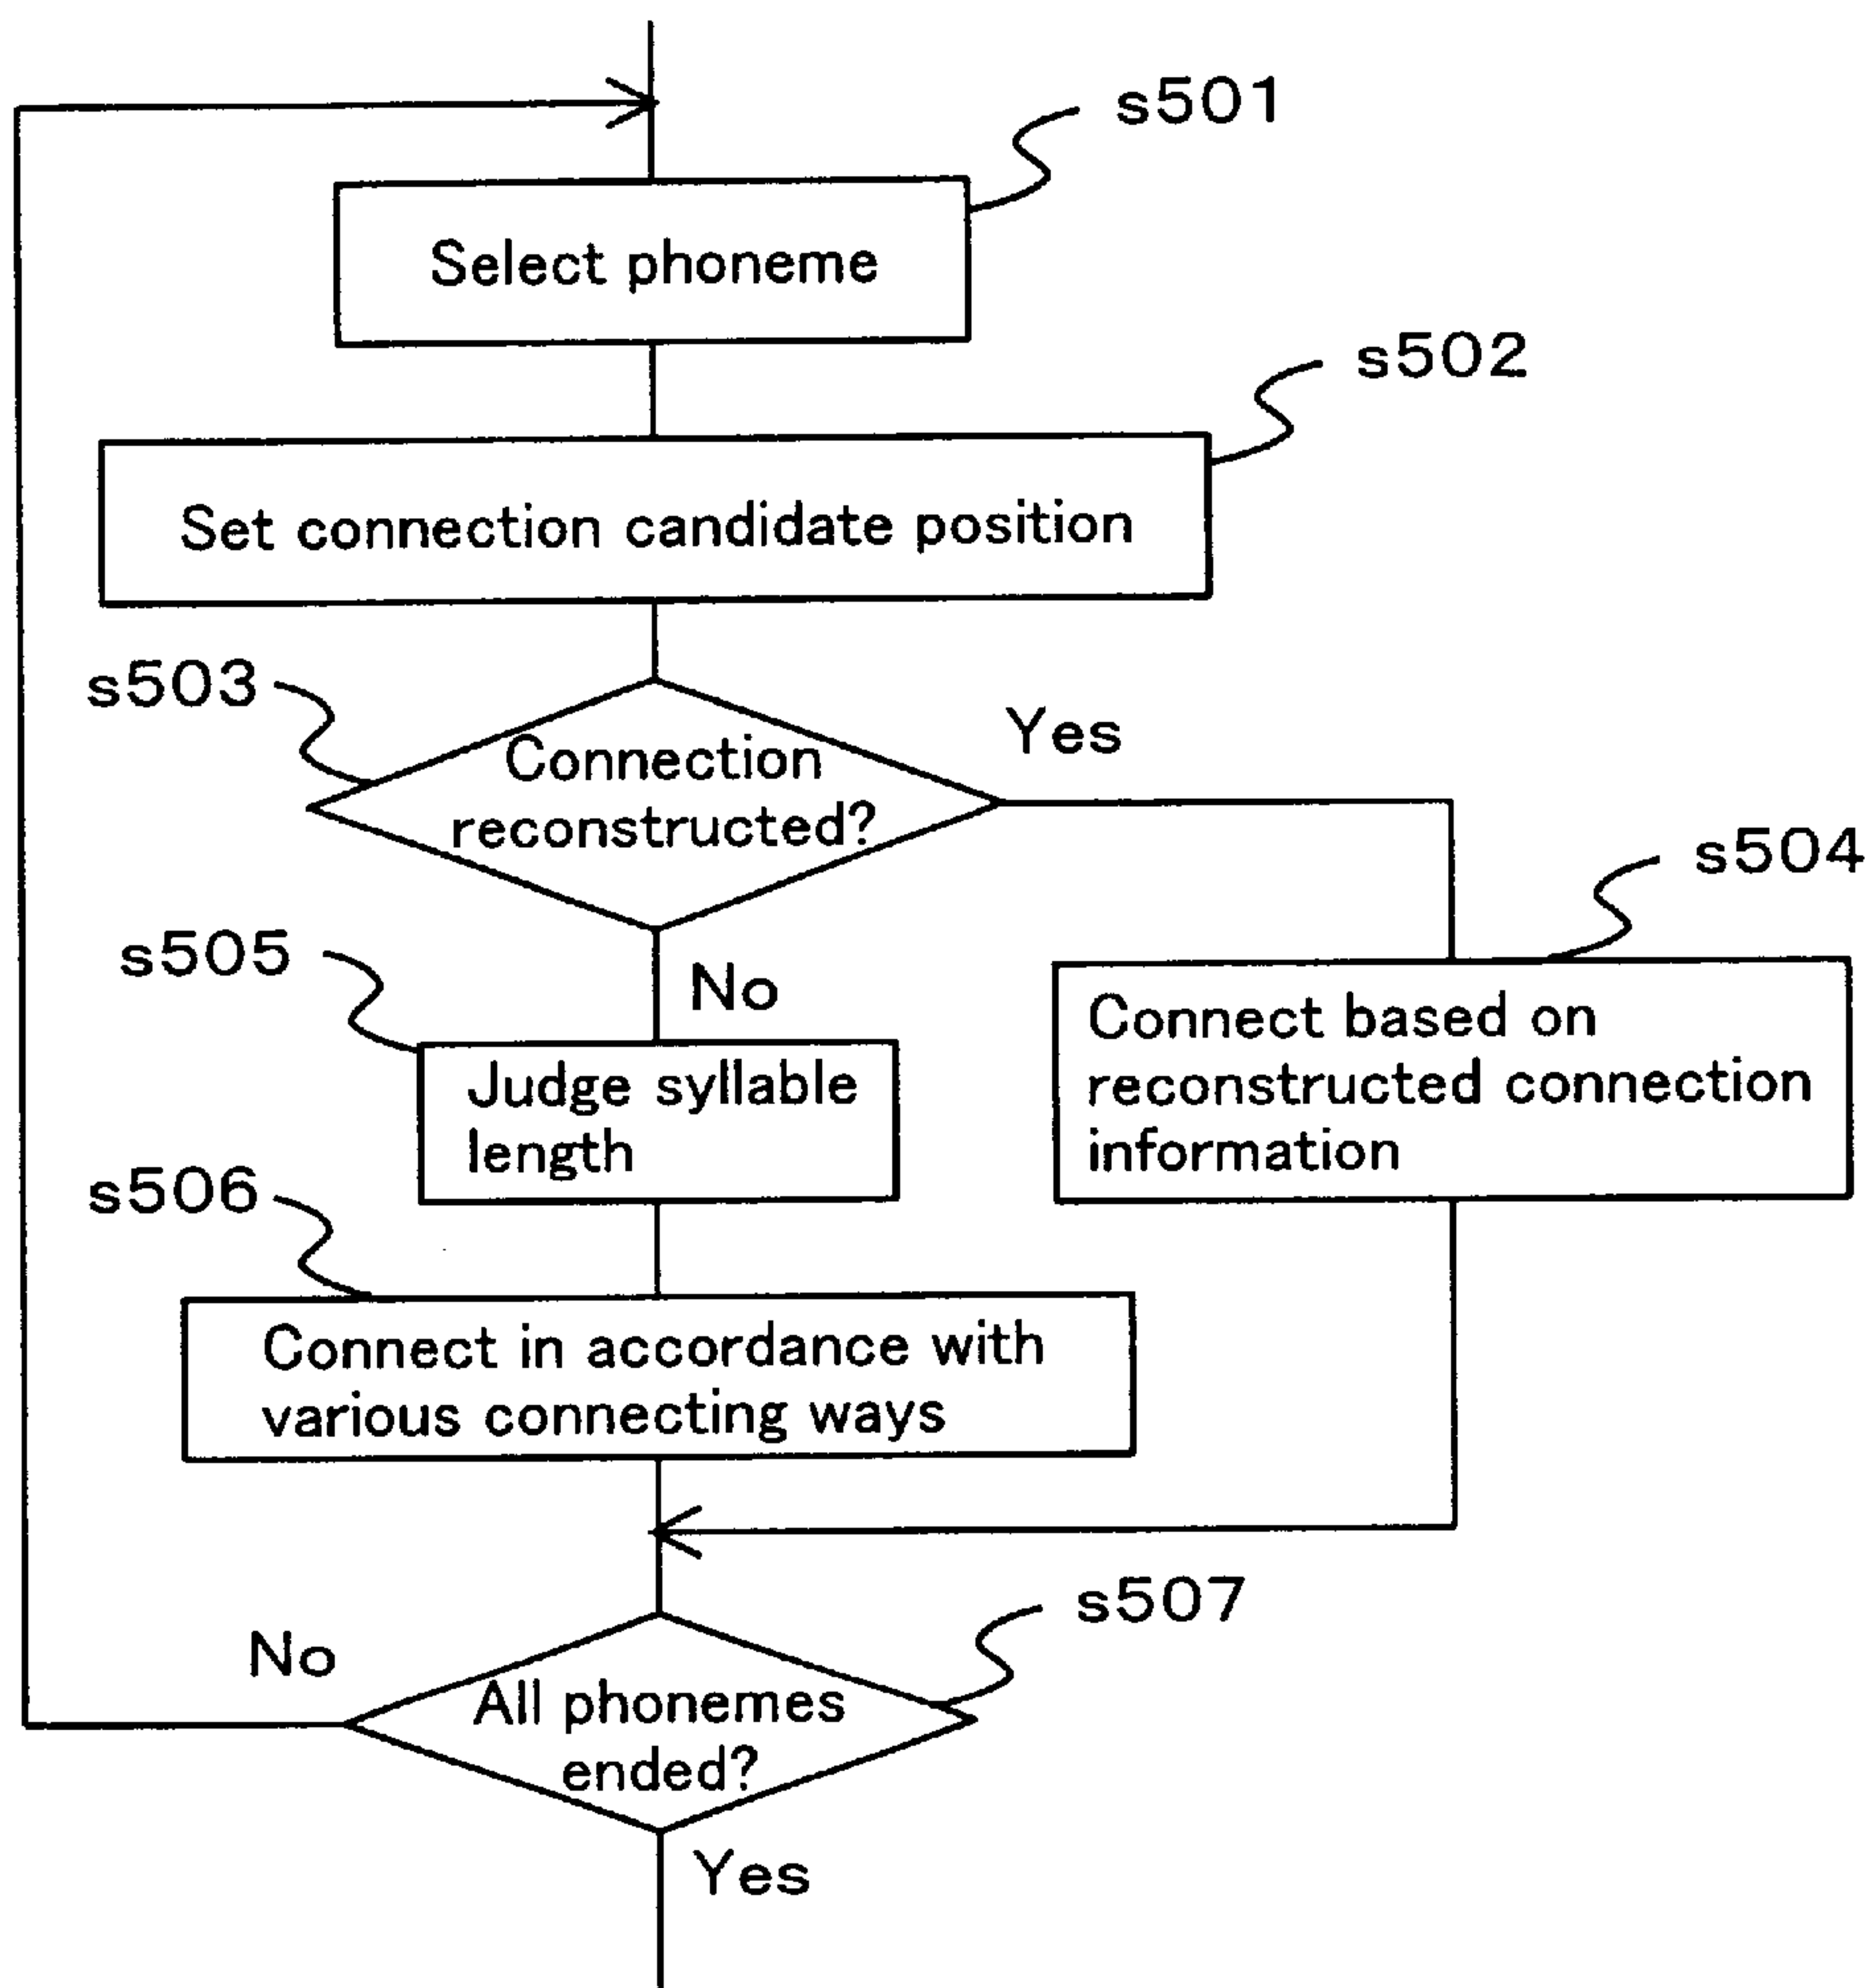 s501
Select phoneme
s502
Set connection candidate position
s503
Connection
reconstructed?
Yes
s504
Connect based on
reconstructed connection
information
No
s505
Judge syllable
length
s506
Connect in accordance with
various connecting ways
s507
All phonemes
ended?
No
Yes